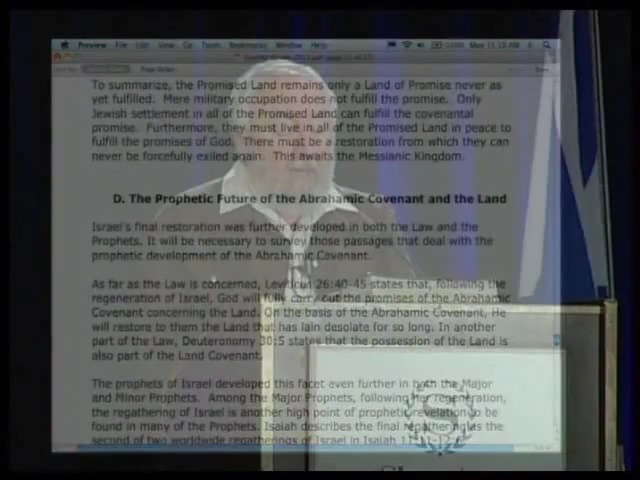 Preview File Edit View Go Tools Bookmarks Window Help
To summarize, the Promised Land remains only a Land of Promise never as
yet fulfilled. Mere military occupation does not fulfill the promise. Only
Jewish settlement in all of the Promised Land can fulfill the covenantal
promise. Furthermore, they must live in all of the Promised Land in peace to
fulfill the promises of God. There must be a restoration from which they can
never be forcefully exiled again. This awaits the Messianic Kingdom.
D. The Prophetic Future of the Abrahamic Covenant and the Land
Israel's final restoration was further developed in both the Law and the
Prophets. It will be necessary to survey those passages that deal with the
prophetic development of the Abrahamic Covenant.
As far as the Law is concerned, Leviticus 26:40-45 states that, following the
regeneration of Israel, God will fully carry out the promises of the Abrahamic
Covenant concerning the Land. On the basis of the Abrahamic Covenant, He
will restore to them the Land that has lain desolate for so long. In another
part of the Law, Deuteronomy 30:5 states that the possession of the Land is
also part of the Land Covenant.
The prophets of Israel developed this facet even further in both the Major
and Minor Prophets. Among the Major Prophets, following her regeneration,
the regathering of Israel is another high point of prophetic revelation to be
found in many of the Prophets. Isaiah describes the final regathering as the
second of two worldwide regatherings of Israel in Isaiah 11:11-12